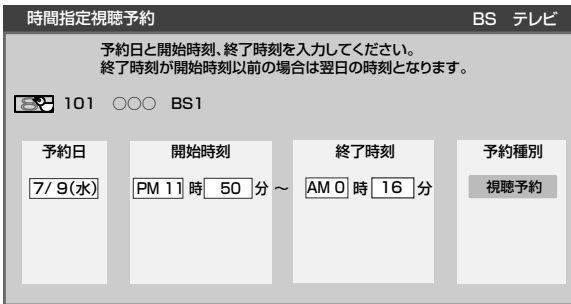 時間指定視聴予約 BS テレビ
予約日と開始時刻、終了時刻を入力してください。
終了時刻が開始時刻以前の場合は翌日の時刻となります。
101 ○○○ BS1
予約日 開始時刻 終了時刻 予約種別
7/ 9(水) PM 11 時 50 分 ~ AM 0 時 16 分 視聴予約